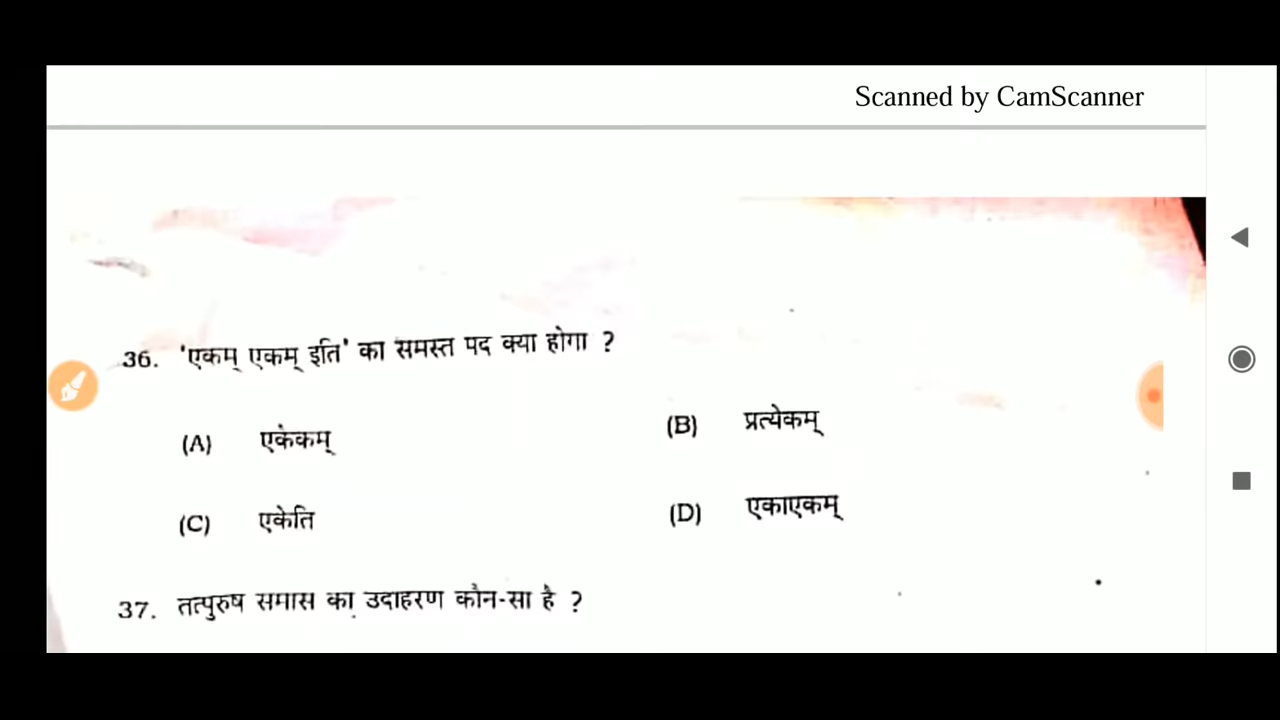 Scanned by CamScanner
36. 'एकम् एकम् इति' का समस्त पद क्या होगा ?
(A) एकैकम् (B) प्रत्येकम्
(C) एकेति (D) एकाएकम्
37. तत्पुरुष समास का उदाहरण कौन-सा है ?